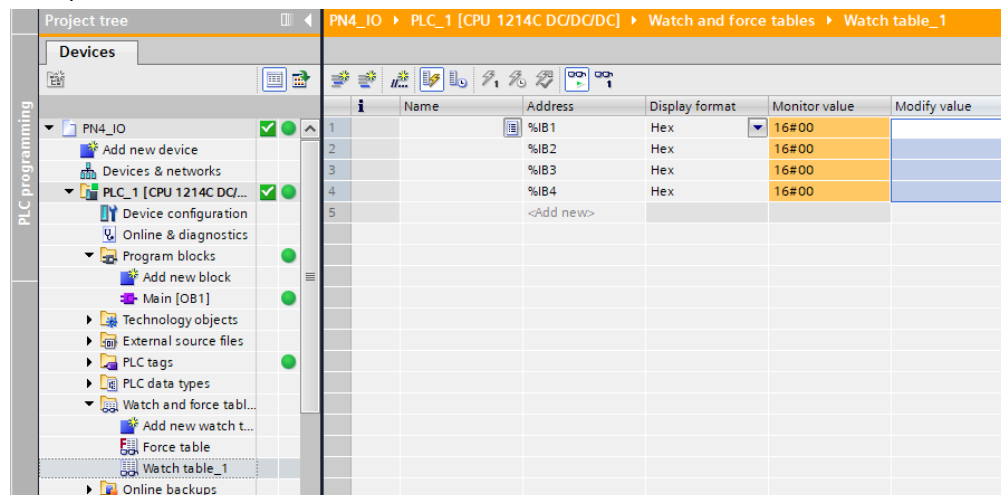 Project tree
PN4_IO ▸ PLC_1 [CPU 1214C DC/DC/DC] ▸ Watch and force tables ▸ Watch table_1
Devices
PLC programming
PN4_IO
Add new device
Devices & networks
PLC_1 [CPU 1214C DC/...
Device configuration
Online & diagnostics
Program blocks
Add new block
Main [OB1]
Technology objects
External source files
PLC tags
PLC data types
Watch and force tabl...
Add new watch t...
Force table
Watch table_1
Online backups
i Name Address Display format Monitor value Modify value
1 %IB1 Hex 16#00
2 %IB2 Hex 16#00
3 %IB3 Hex 16#00
4 %IB4 Hex 16#00
5 <Add new>